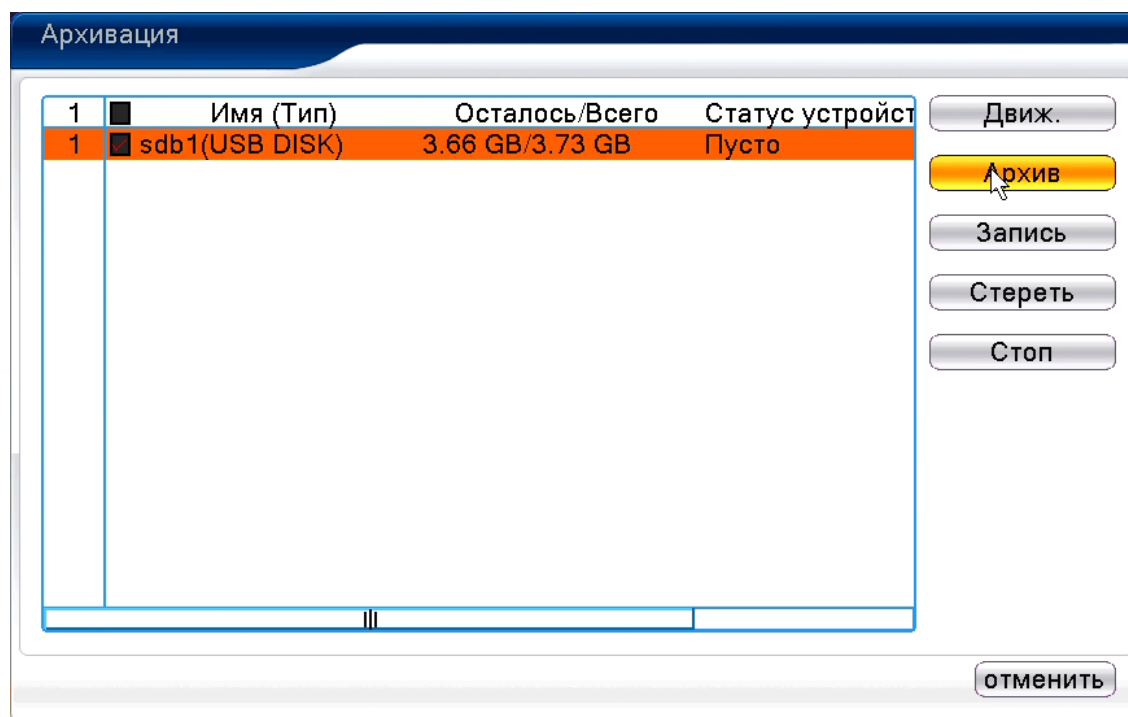 Архивация
1 Имя (Тип) Осталось/Всего Статус устройст
1 sdb1(USB DISK) 3.66 GB/3.73 GB Пусто
Движ.
Архив
Запись
Стереть
Стоп
отменить